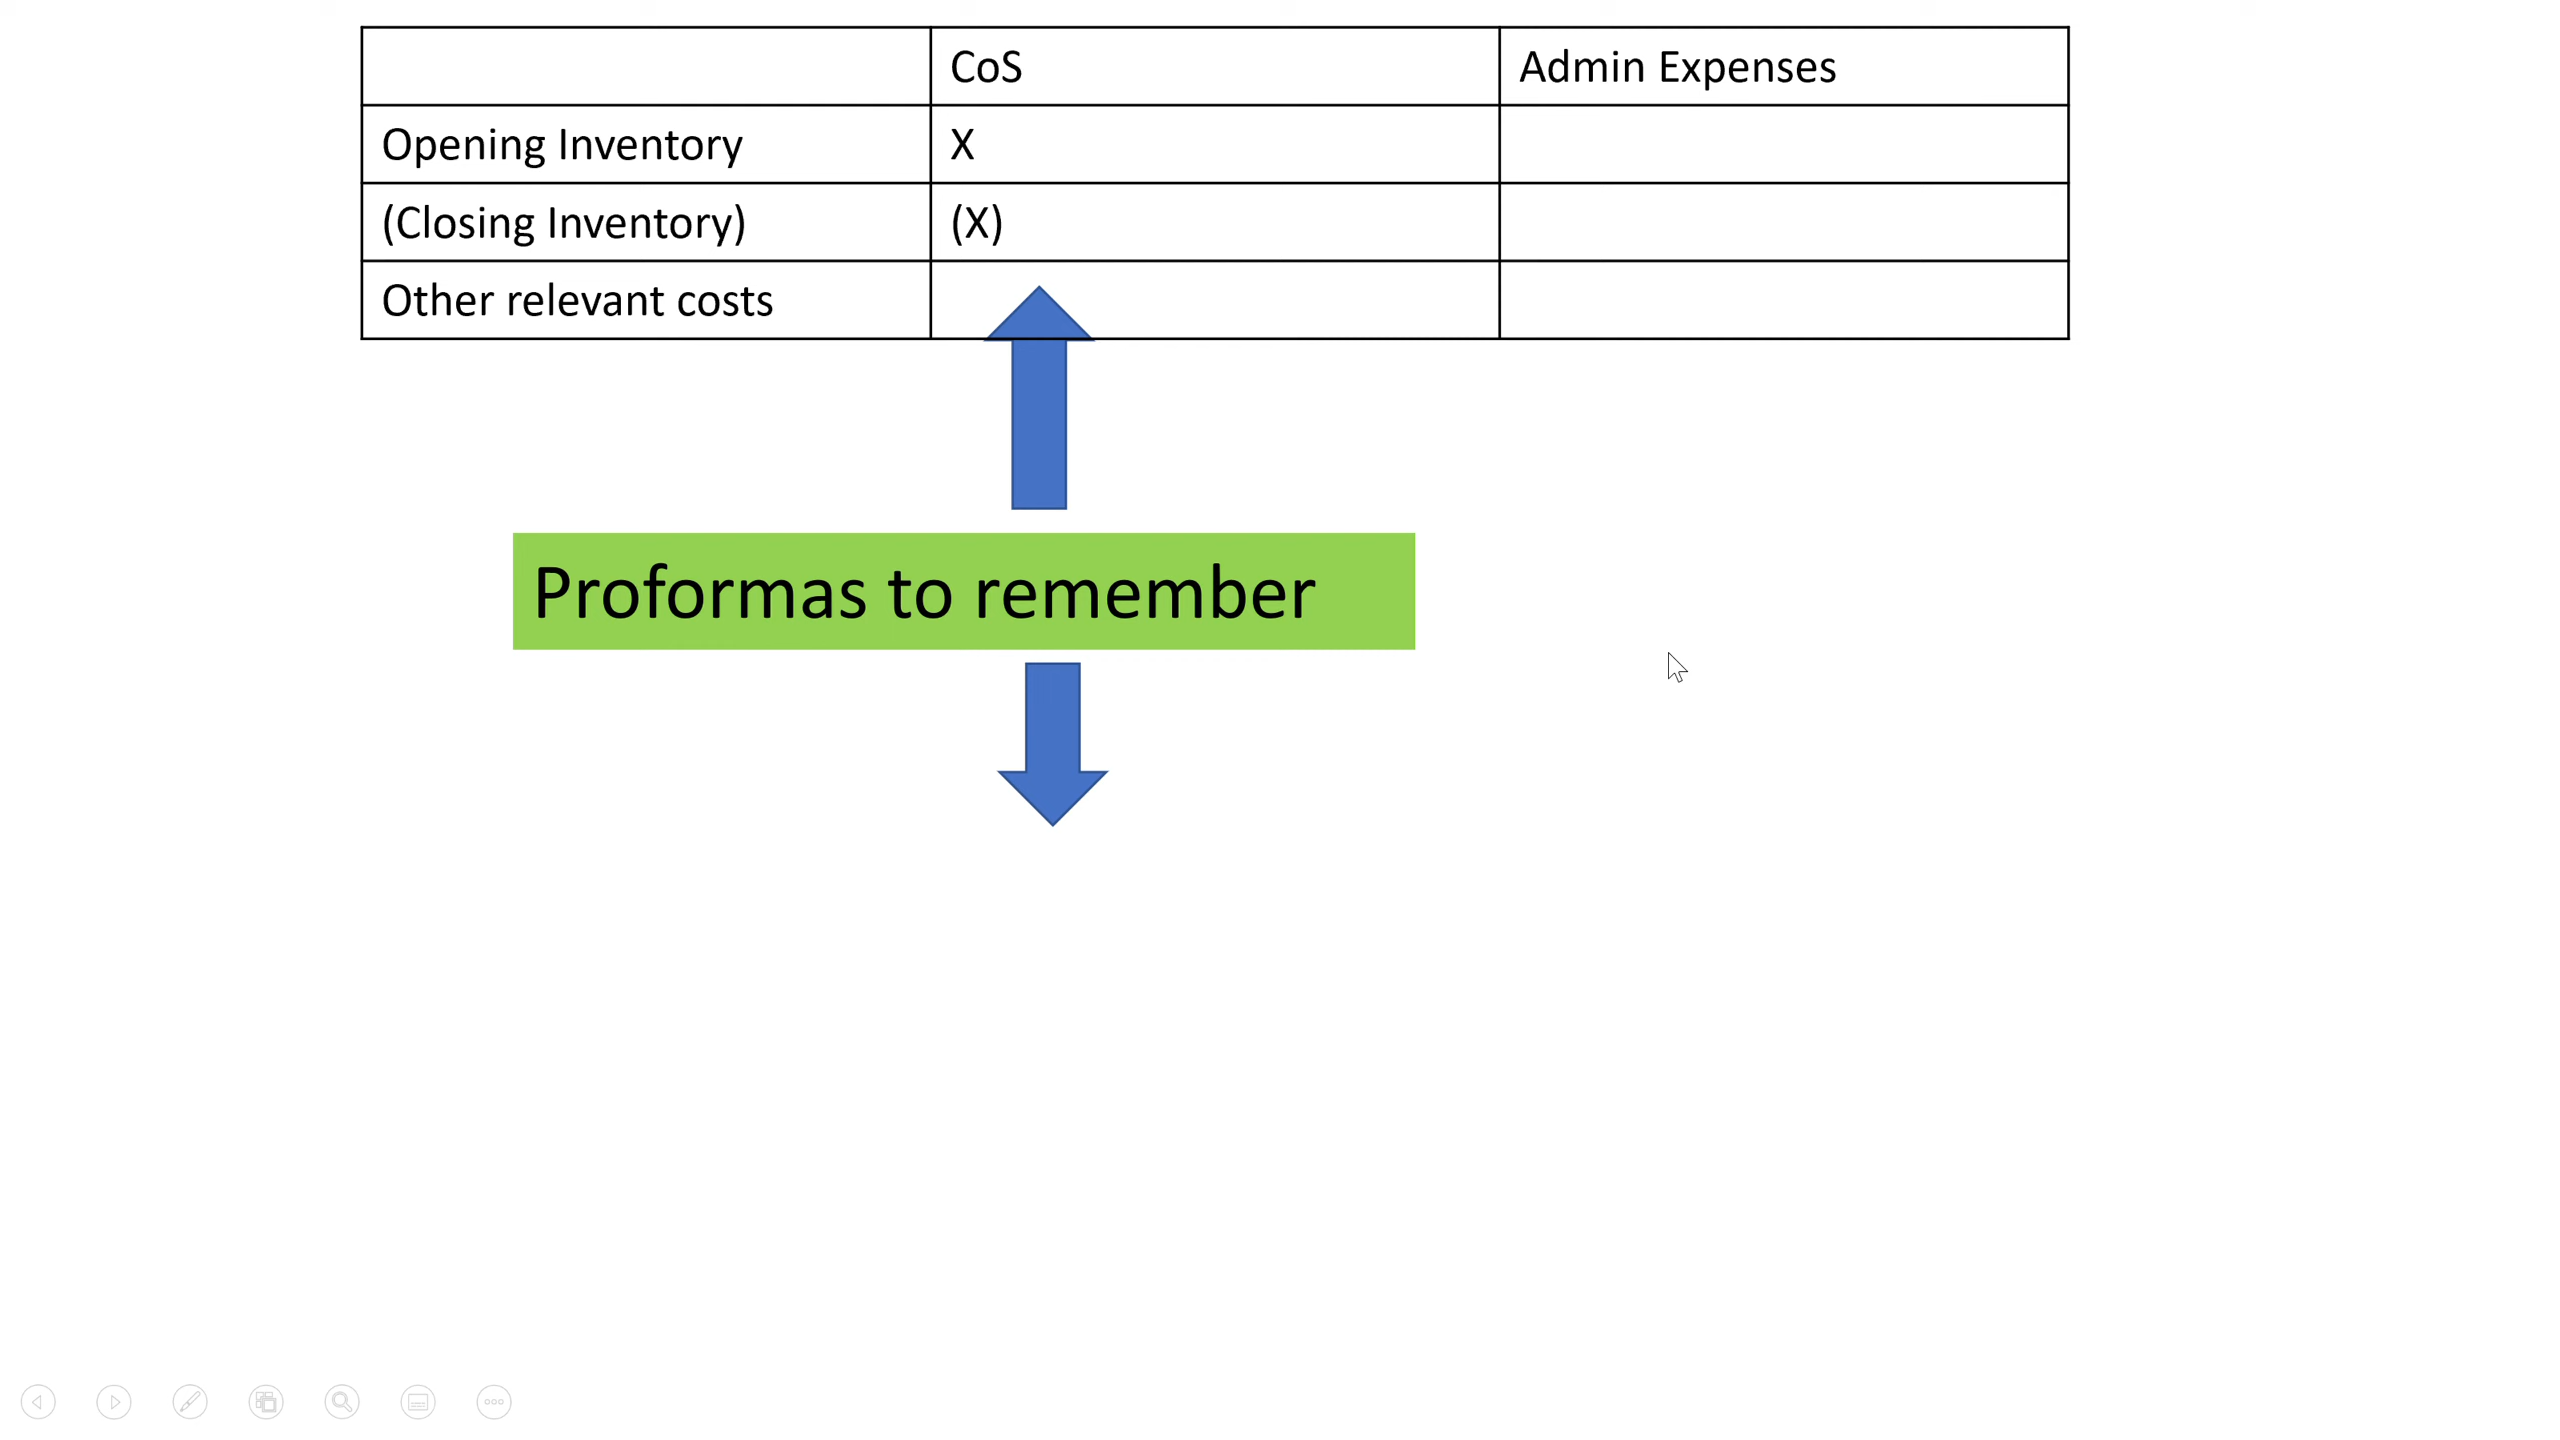 CoS Admin Expenses
Opening Inventory X
(Closing Inventory) (X)
Other relevant costs
Proformas to remember